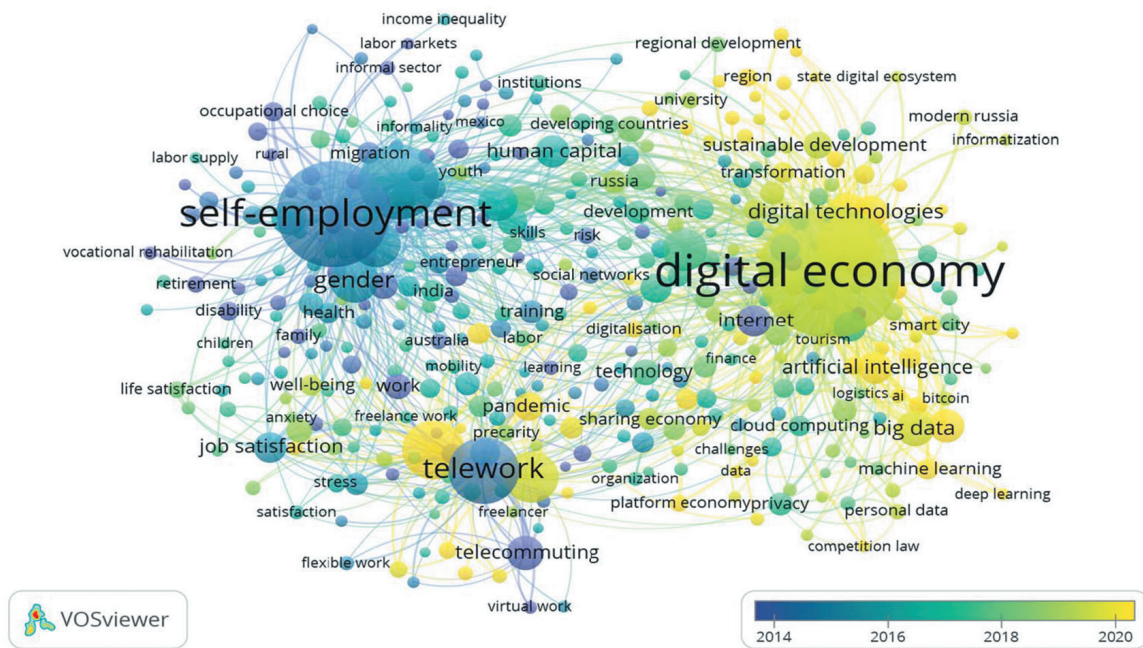 income inequality
labor markets
regional development
informal sector
region
state digital ecosystem
institutions
university
occupational choice
modern russia
informality
mexico
developing countries
informatization
labor supply
rural
migration
human capital
sustainable development
youth
russia
transformation
self-employment
development
digital technologies
skills
risk
vocational rehabilitation
entrepreneur
social networks
digital economy
retirement
gender
india
disability
health
training
internet
smart city
family
australia
labor
digitalisation
tourism
children
mobility
learning
finance
technology
artificial intelligence
life satisfaction
well-being
work
logistics
ai
bitcoin
anxiety
freelance work
pandemic
sharing economy
cloud computing
big data
job satisfaction
precarity
challenges
telework
data
machine learning
stress
organization
deep learning
satisfaction
freelancer
platform economy
privacy
personal data
telecommuting
competition law
flexible work
virtual work
VOSviewer
2014
2016
2018
2020